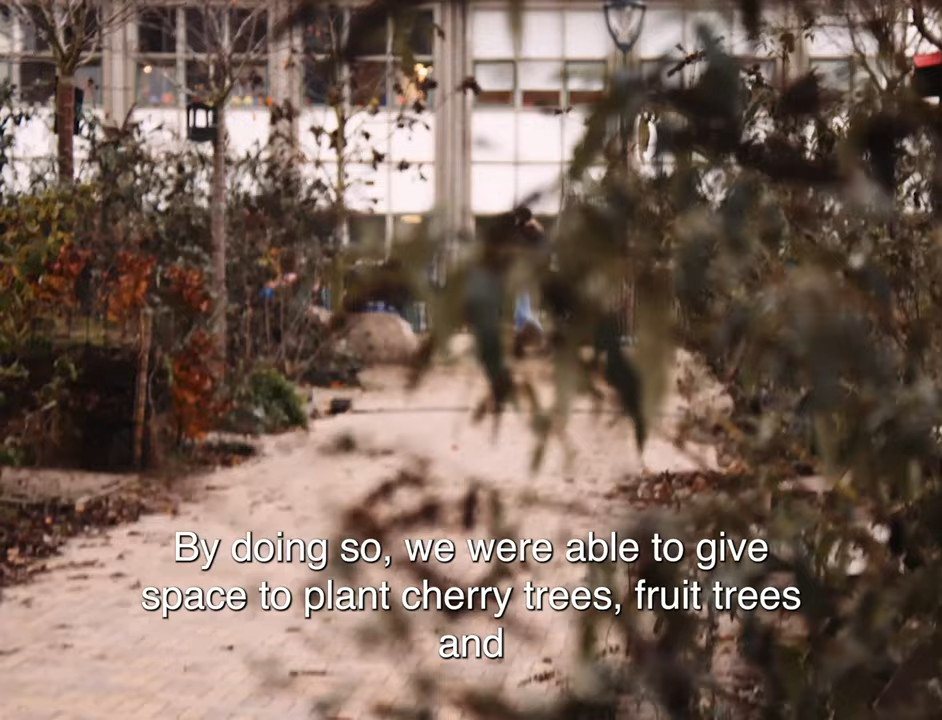 By doing so, we were able to give
space to plant cherry trees, fruit trees
and